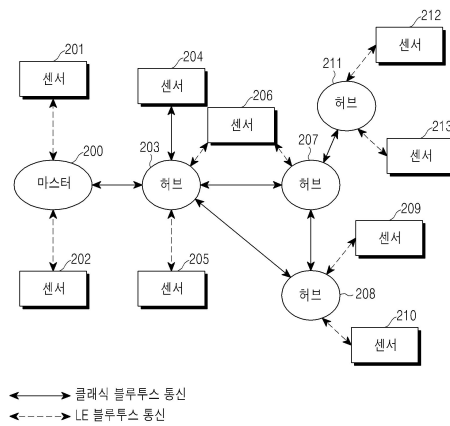 201
센서
204
센서
206
센서
212
센서
211
허브
213
센서
200
마스터
203
허브
207
허브
209
센서
202
센서
205
센서
허브
208
210
센서
클래식 블루투스 통신
LE 블루투스 통신